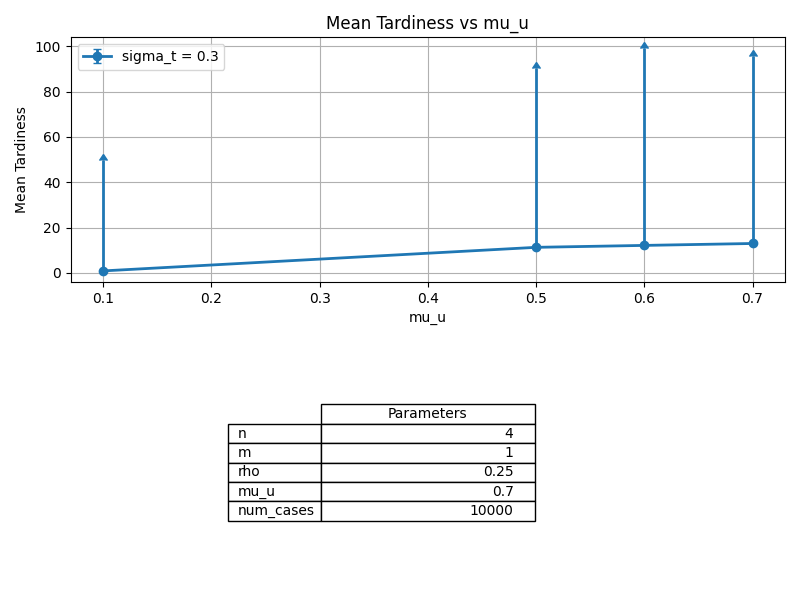 Mean Tardiness vs mu_u
sigma_t = 0.3
Mean Tardiness
100
80
60
40
20
0
0.1 0.2 0.3 0.4 0.5 0.6 0.7
mu_u
Parameters
n 4
m 1
rho 0.25
mu_u 0.7
num_cases 10000